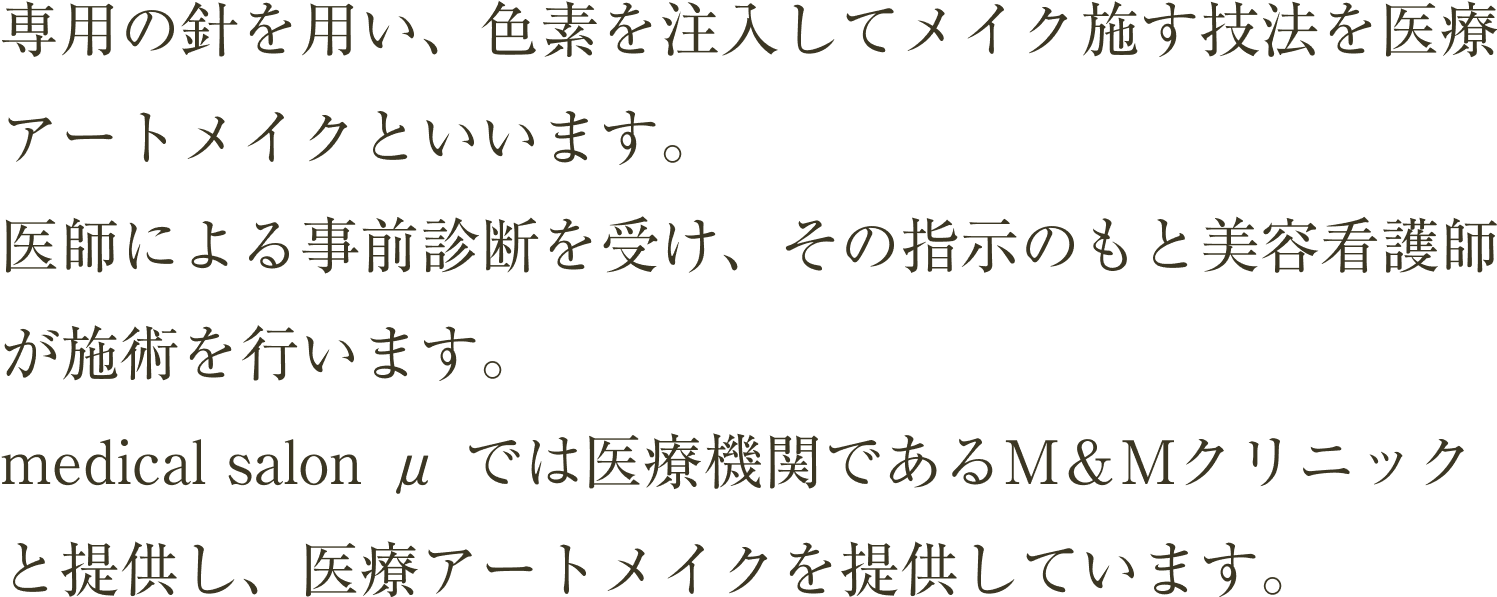 専用の針を用い、色素を注入してメイク施す技法を医療
アートメイクといいます。
医師による事前診断を受け、その指示のもと美容看護師
が施術を行います。
medical salon μ では医療機関であるM＆Mクリニック
と提供し、医療アートメイクを提供しています。